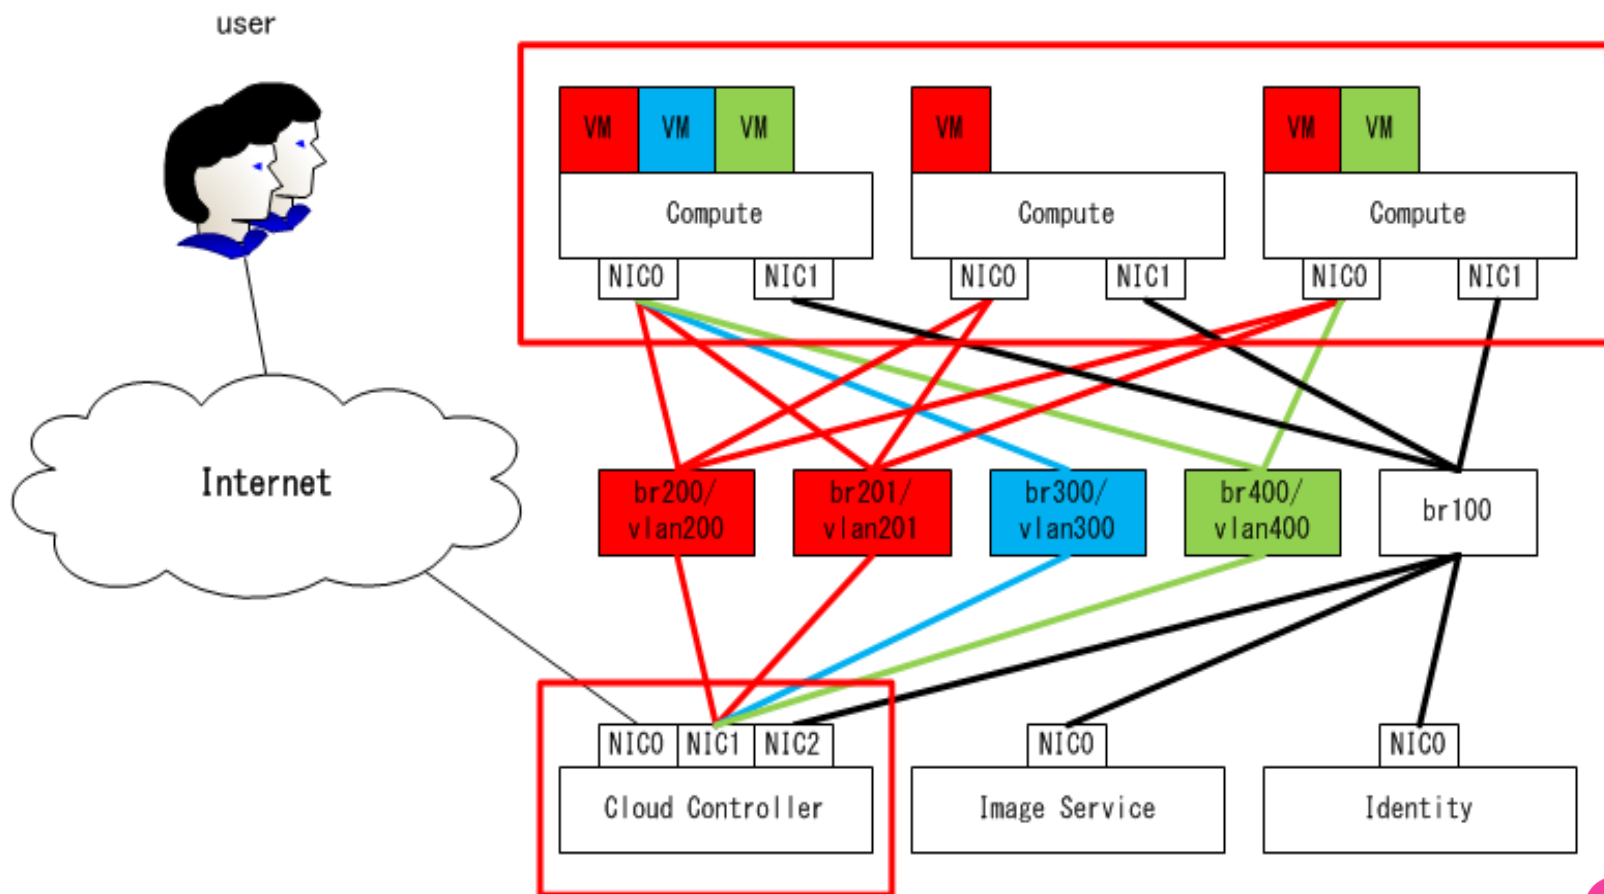 user
VM VM VM
VM
VM VM
Compute
Compute
Compute
NIC0 NIC1
NIC0 NIC1
NIC0 NIC1
Internet
br200/
vlan200
br201/
vlan201
br300/
vlan300
br400/
vlan400
br100
NIC0 NIC1 NIC2
NIC0
NIC0
Cloud Controller
Image Service
Identity